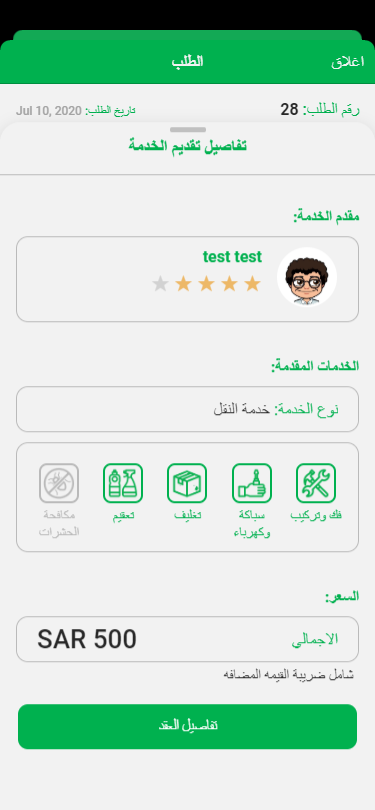 اغلاق
الطلب
رقم الطلب: 28
تاريخ الطلب: Jul 10, 2020
تفاصيل تقديم الخدمة
مقدم الخدمة:
test test
الخدمات المقدمة:
نوع الخدمة: خدمة النقل
فك وتركيب
سباكة
وكهرباء
تغليف
تعقيم
مكافحة
الحشرات
السعر:
الاجمالي
SAR 500
شامل ضريبة القيمه المضافه
تفاصيل العقد